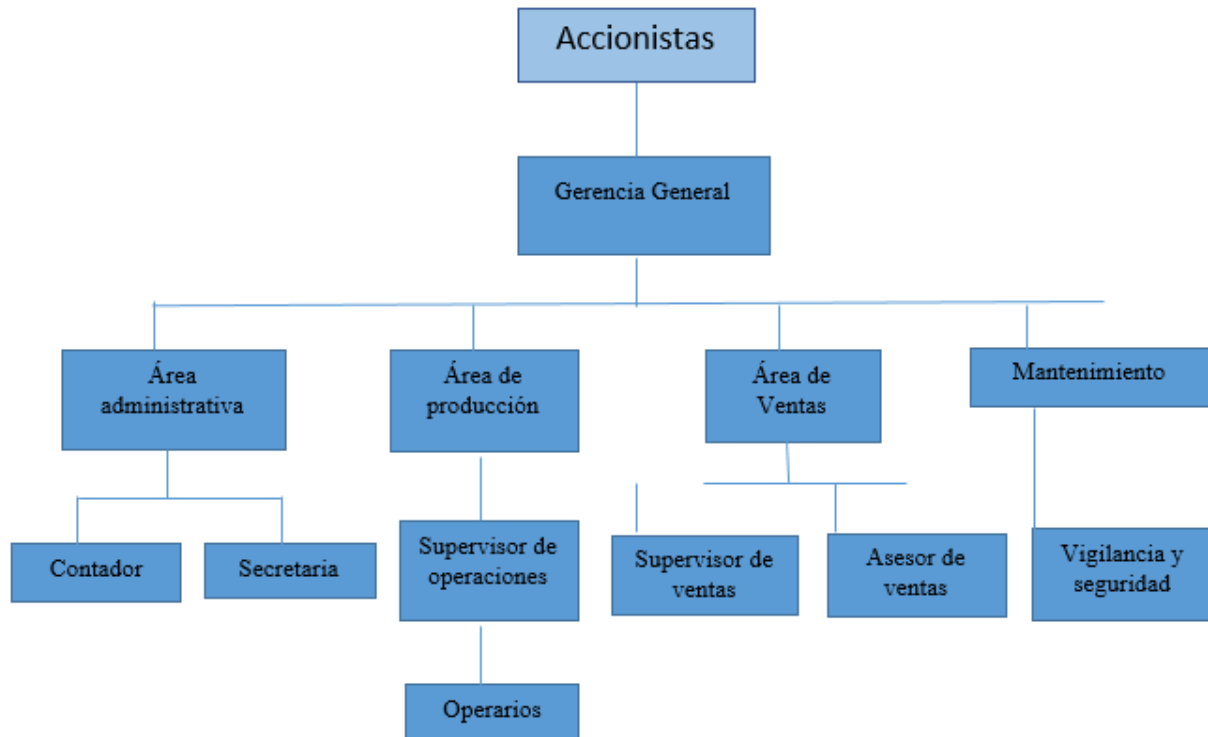 Accionistas
Gerencia General
Área
administrativa
Área de
producción
Área de
Ventas
Mantenimiento
Contador
Secretaria
Supervisor de
operaciones
Supervisor de
ventas
Asesor de
ventas
Vigilancia y
seguridad
Operarios